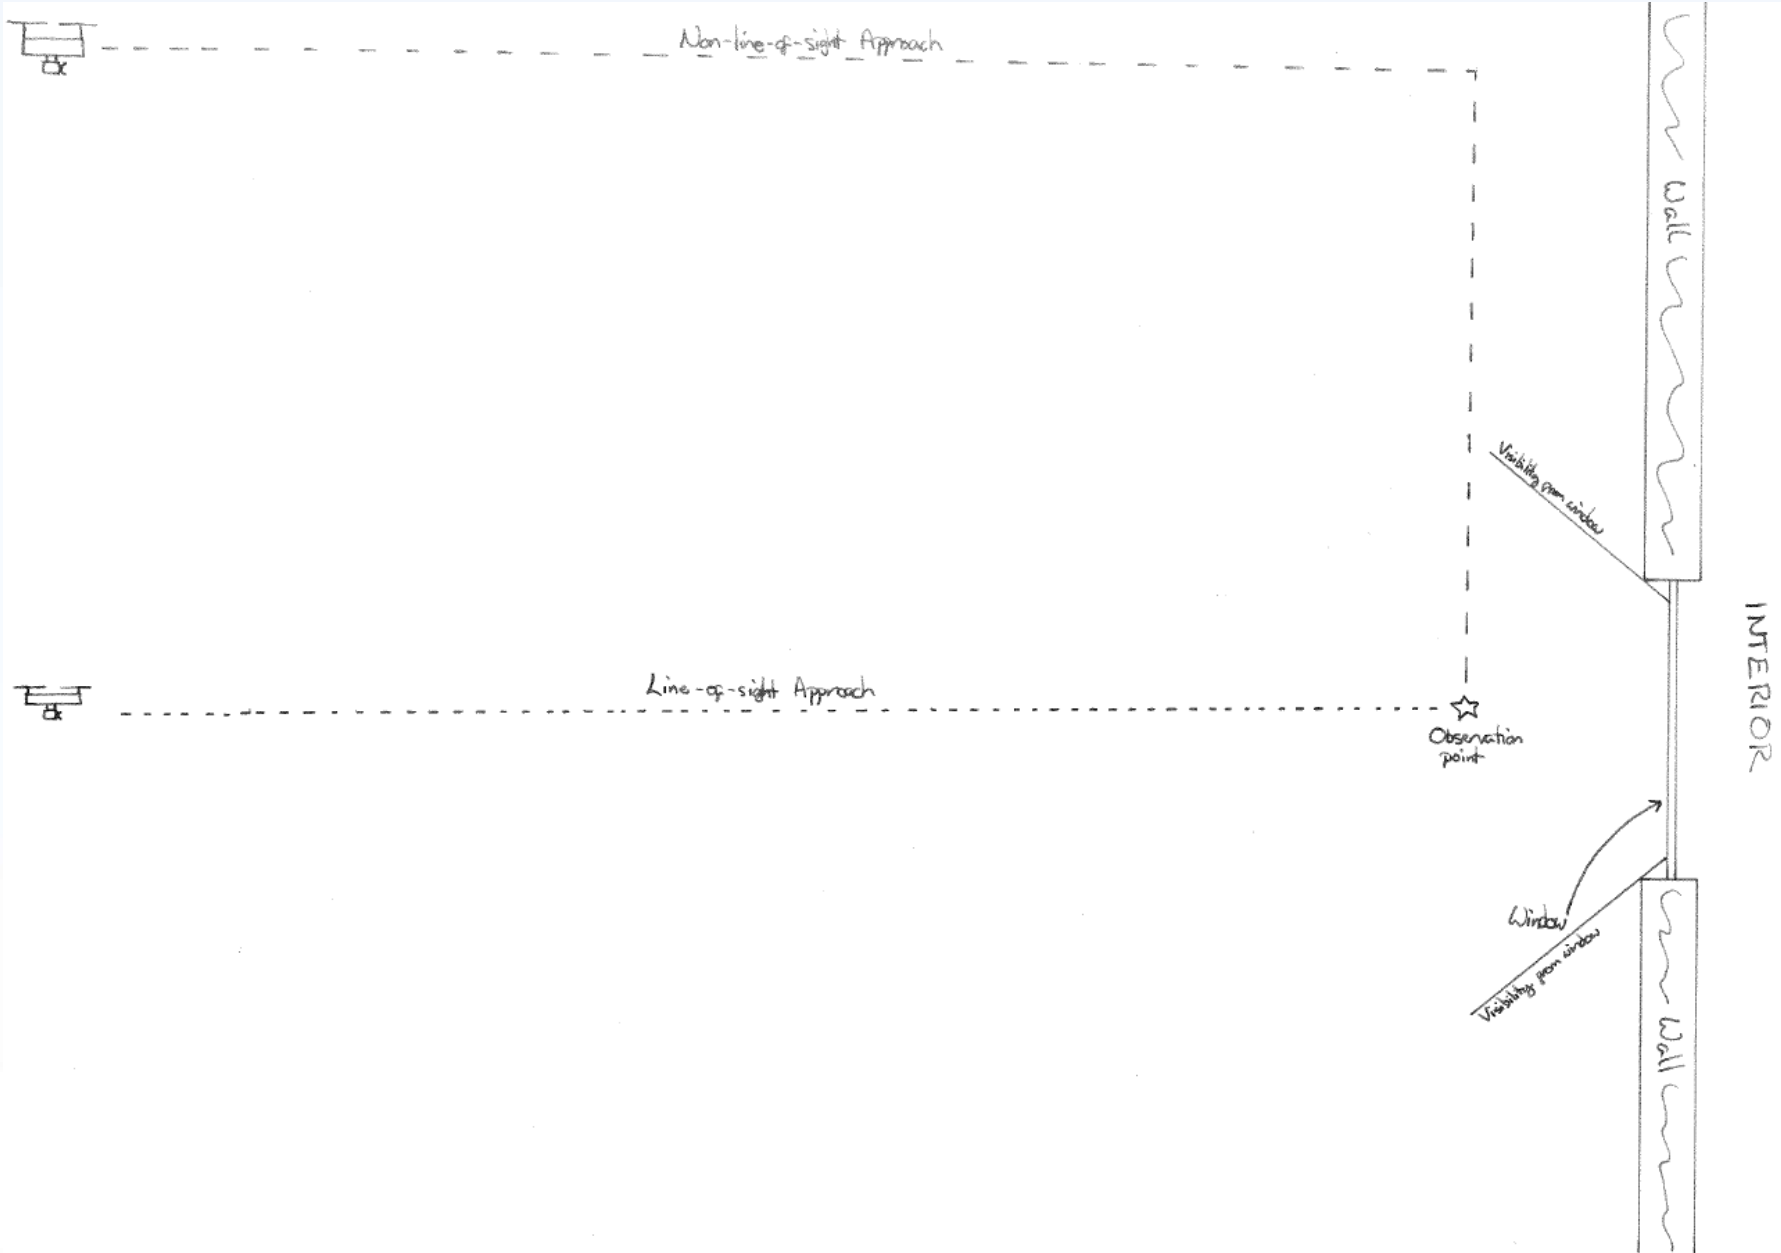 Non-line-of-sight Approach
Wall
Visibility from window
INTERIOR
Line-of-sight Approach
Observation
point
Window
Visibility from window
Wall